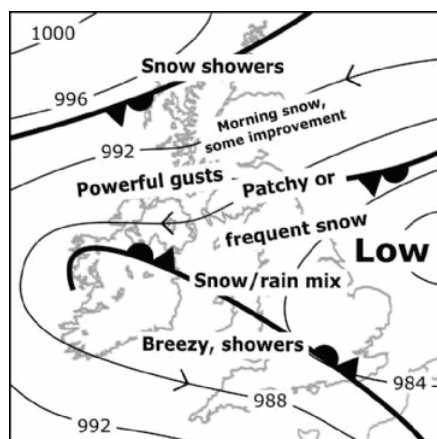 1000
Snow showers
996
Morning snow,
some improvement
992
Powerful gusts
Patchy or
frequent snow
Low
Snow/rain mix
Breezy, showers
984
988
992